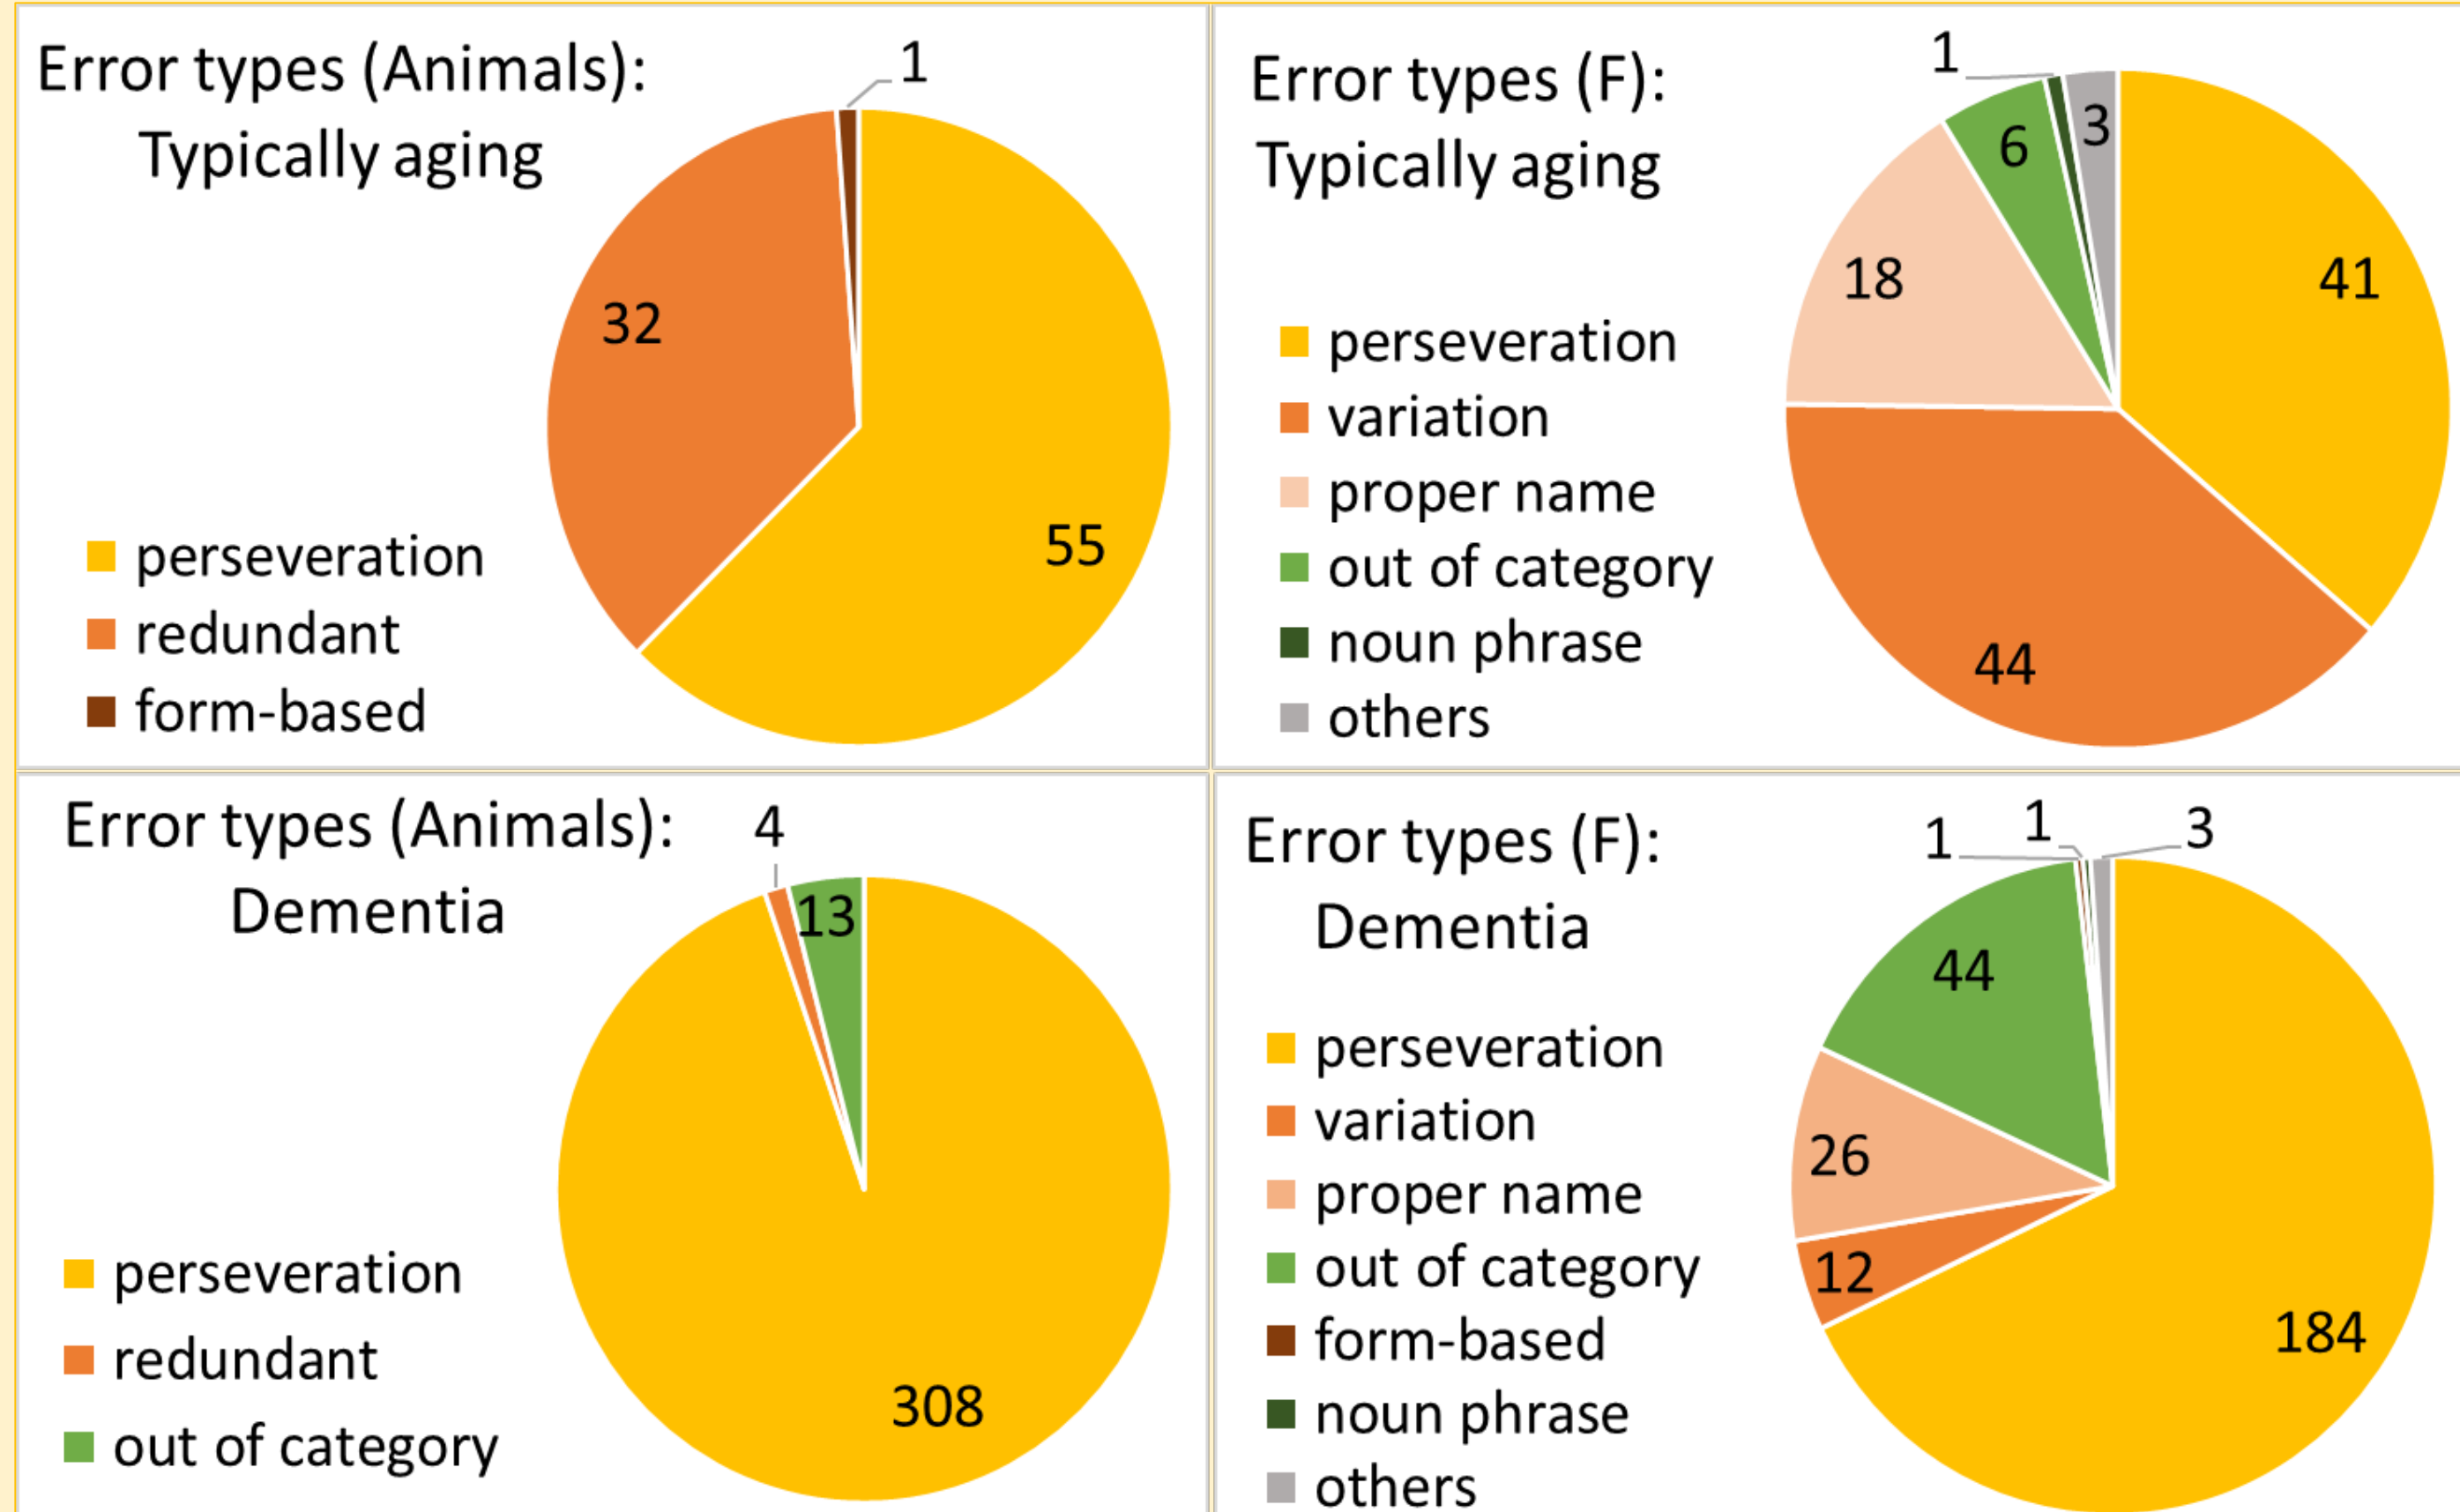 Error types (Animals):
Typically aging
1
32
55
perseveration
redundant
form-based
Error types (F):
Typically aging
1
3
6
18
41
44
perseveration
variation
proper name
out of category
noun phrase
others
Error types (Animals):
Dementia
4
13
308
perseveration
redundant
out of category
Error types (F):
Dementia
1
1
3
44
26
12
184
perseveration
variation
proper name
out of category
form-based
noun phrase
others